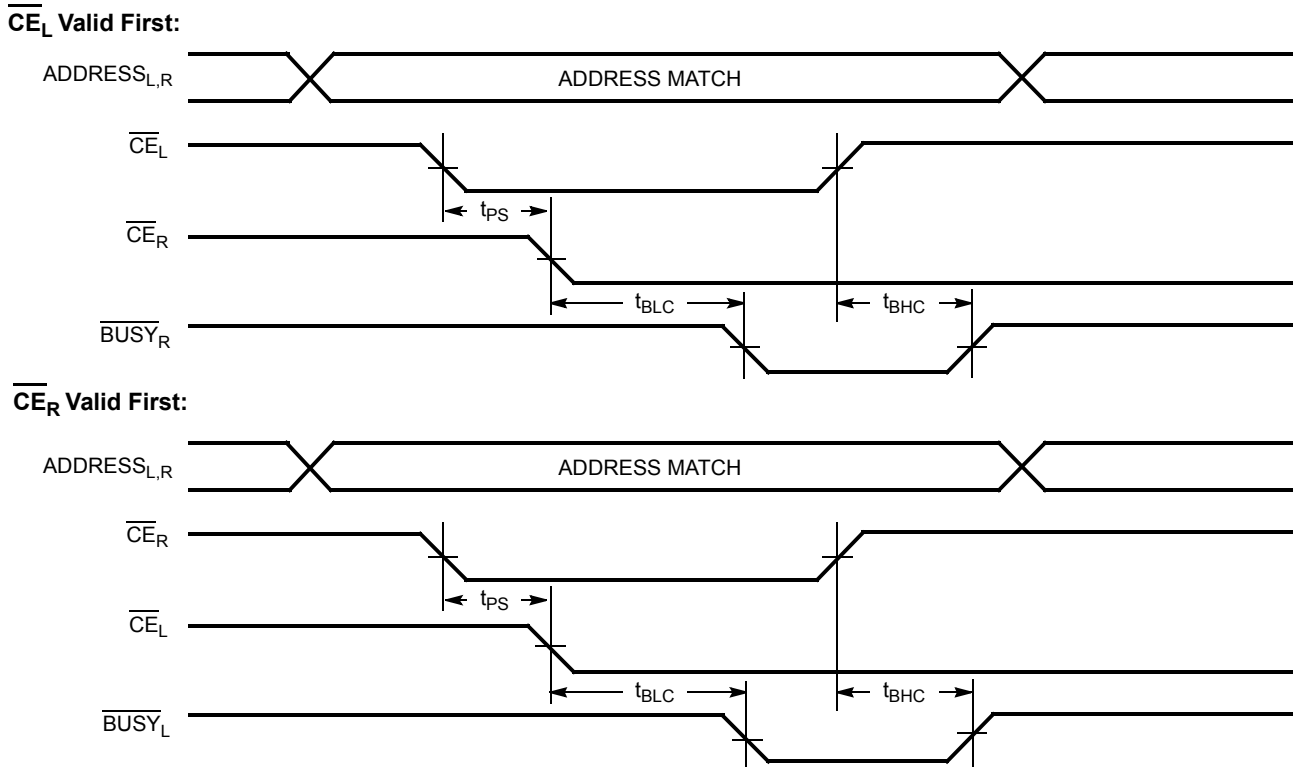 CE_L Valid First:
ADDRESS_L,R
ADDRESS MATCH
CE_L
t_PS
CE_R
t_BLC
t_BHC
BUSY_R
CE_R Valid First:
ADDRESS_L,R
ADDRESS MATCH
CE_R
t_PS
CE_L
t_BLC
t_BHC
BUSY_L